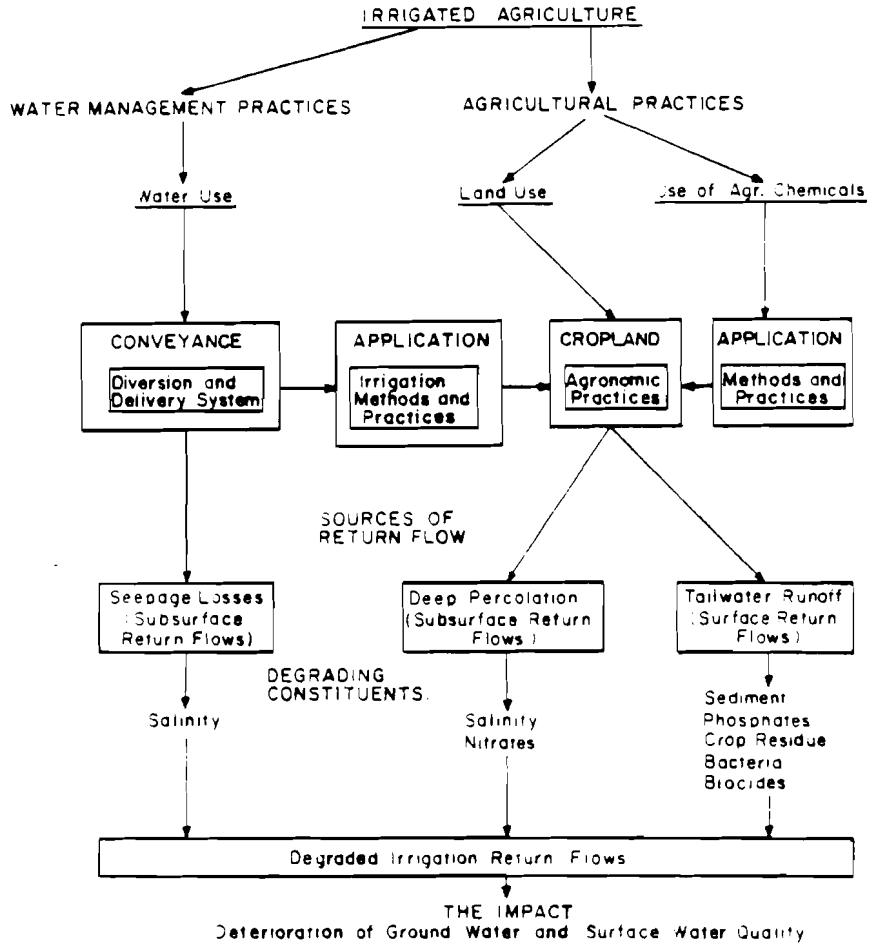 IRRIGATED AGRICULTURE
WATER MANAGEMENT PRACTICES
AGRICULTURAL PRACTICES
Water Use
Land Use
Use of Agr. Chemicals
CONVEYANCE
Diversion and
Delivery System
APPLICATION
Irrigation
Methods and
Practices
CROPLAND
Agronomic
Practices
APPLICATION
Methods and
Practices
SOURCES OF
RETURN FLOW
Seepage Losses
(Subsurface
Return Flows)
Deep Percolation
(Subsurface Return
Flows)
Tailwater Runoff
(Surface Return
Flows)
DEGRADING
CONSTITUENTS.
Salinity
Salinity
Nitrates
Sediment
Phosphates
Crop Residue
Bacteria
Biocides
Degraded Irrigation Return Flows
THE IMPACT
Deterioration of Ground Water and Surface Water Quality